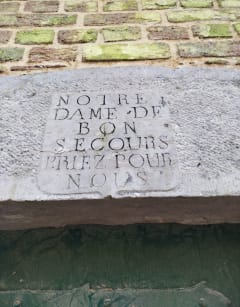 NOTRE
DAME DE
BON
SECOURS
PRIEZ POUR
NOUS